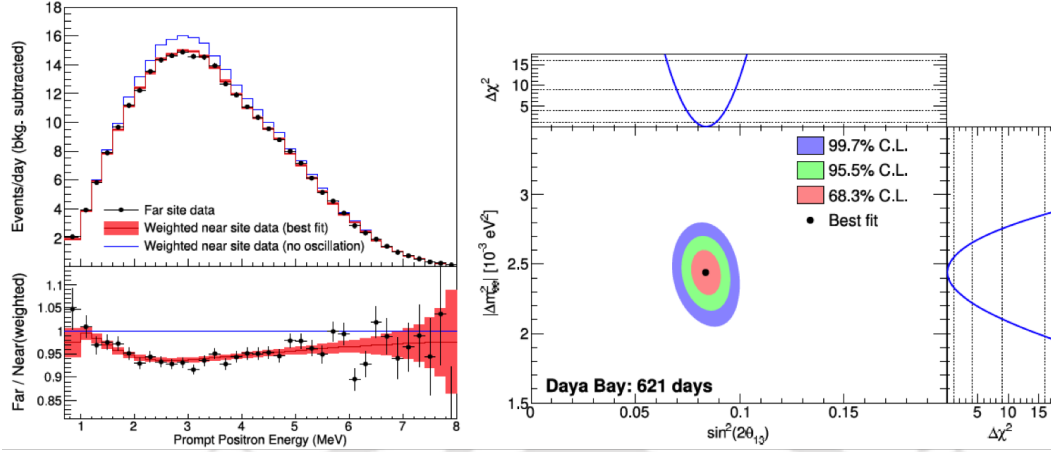 Events/day (bkg. subtracted)
18
16
14
12
10
8
6
4
2
Far site data
Weighted near site data (best fit)
Weighted near site data (no oscillation)
Far / Near(weighted)
1.1
1.05
1
0.95
0.9
0.85
1 2 3 4 5 6 7 8
Prompt Positron Energy (MeV)
Δχ²
15
10
5
|Δm²ee| [10⁻³ eV²]
3
2.5
2
1.5
99.7% C.L.
95.5% C.L.
68.3% C.L.
Best fit
Daya Bay: 621 days
0 0.05 0.1 0.15
sin²(2θ₁₃)
5 10 15
Δχ²